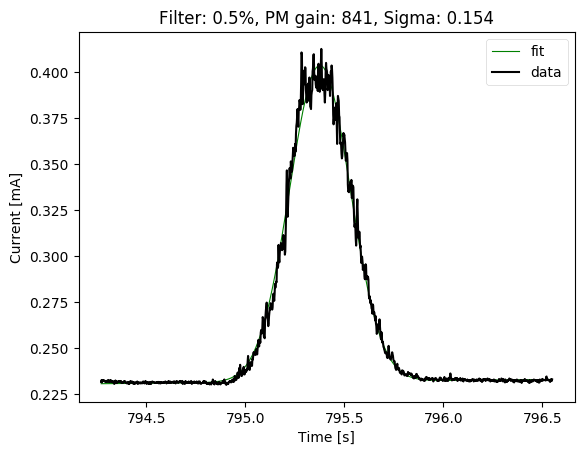 Filter: 0.5%, PM gain: 841, Sigma: 0.154
fit
data
0.400
0.375
0.350
0.325
0.300
0.275
0.250
0.225
Current [mA]
794.5 795.0 795.5 796.0 796.5
Time [s]